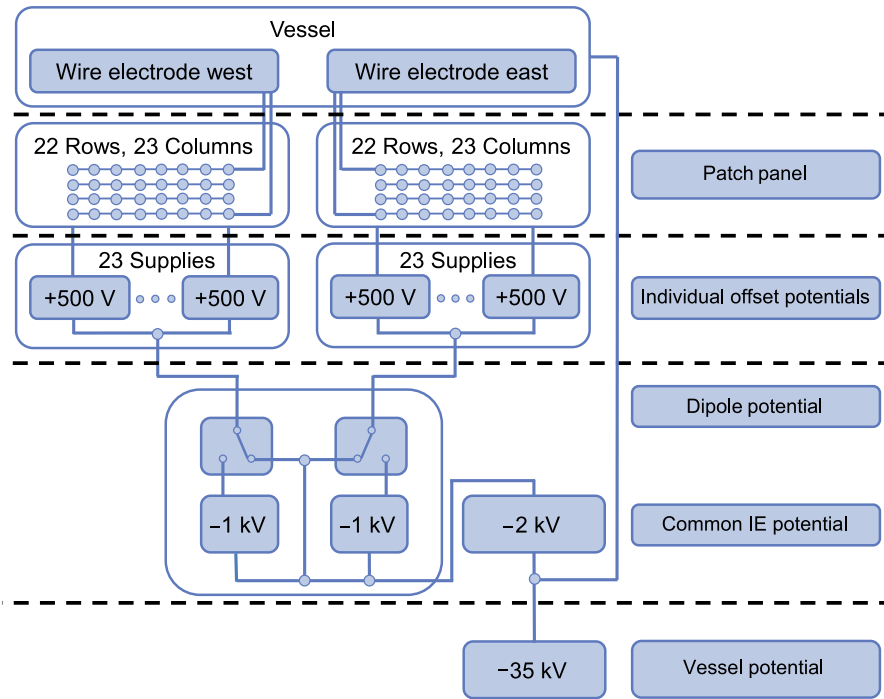 Vessel
Wire electrode west
Wire electrode east
22 Rows, 23 Columns
22 Rows, 23 Columns
Patch panel
23 Supplies
23 Supplies
+500 V
+500 V
+500 V
+500 V
Individual offset potentials
Dipole potential
−1 kV
−1 kV
−2 kV
Common IE potential
−35 kV
Vessel potential